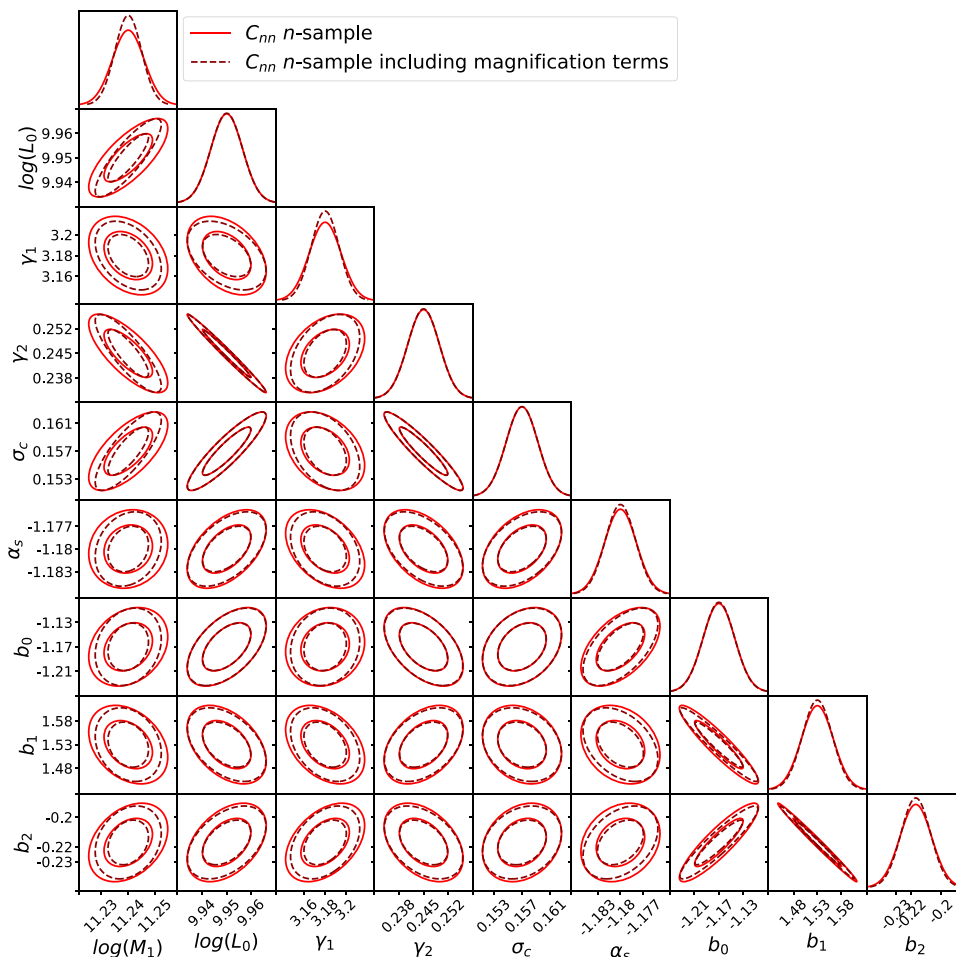 C_{nn} n-sample
C_{nn} n-sample including magnification terms
log(L_0)
9.96
9.95
9.94
γ_1
3.2
3.18
3.16
γ_2
0.252
0.245
0.238
σ_c
0.161
0.157
0.153
α_s
-1.177
-1.18
-1.183
b_0
-1.13
-1.17
-1.21
b_1
1.58
1.53
1.48
b_2
-0.2
-0.22
-0.23
11.23 11.24 11.25 9.94 9.95 9.96 3.16 3.18 3.2 0.238 0.245 0.252 0.153 0.157 0.161 -1.183 -1.18 -1.177 -1.21 -1.17 -1.13 1.48 1.53 1.58 -0.23 -0.22 -0.2
log(M_1) log(L_0) γ_1 γ_2 σ_c α_s b_0 b_1 b_2